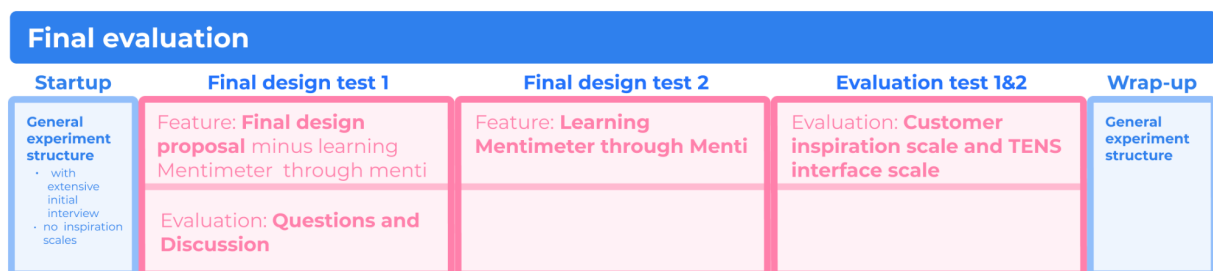 Final evaluation
Startup
Final design test 1
Final design test 2
Evaluation test 1&2
Wrap-up
General
experiment
structure
• with
extensive
initial
interview
• no inspiration
scales
Feature: Final design
proposal minus learning
Mentimeter through menti
Evaluation: Questions and
Discussion
Feature: Learning
Mentimeter through Menti
Evaluation: Customer
inspiration scale and TENS
interface scale
General
experiment
structure